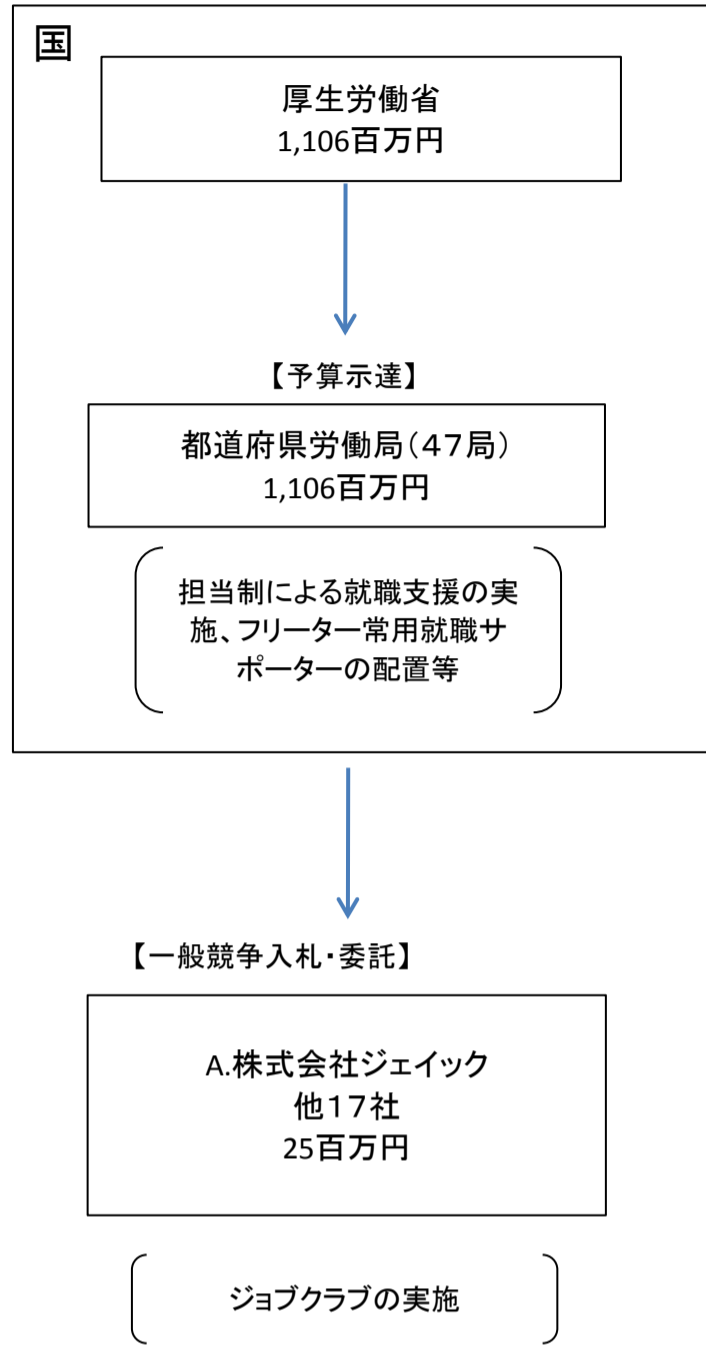 国
厚生労働省
1,106百万円
【予算示達】
都道府県労働局（４７局）
1,106百万円
担当制による就職支援の実
施、フリーター常用就職サ
ポーターの配置等
【一般競争入札・委託】
A.株式会社ジェイック
他１７社
25百万円
ジョブクラブの実施